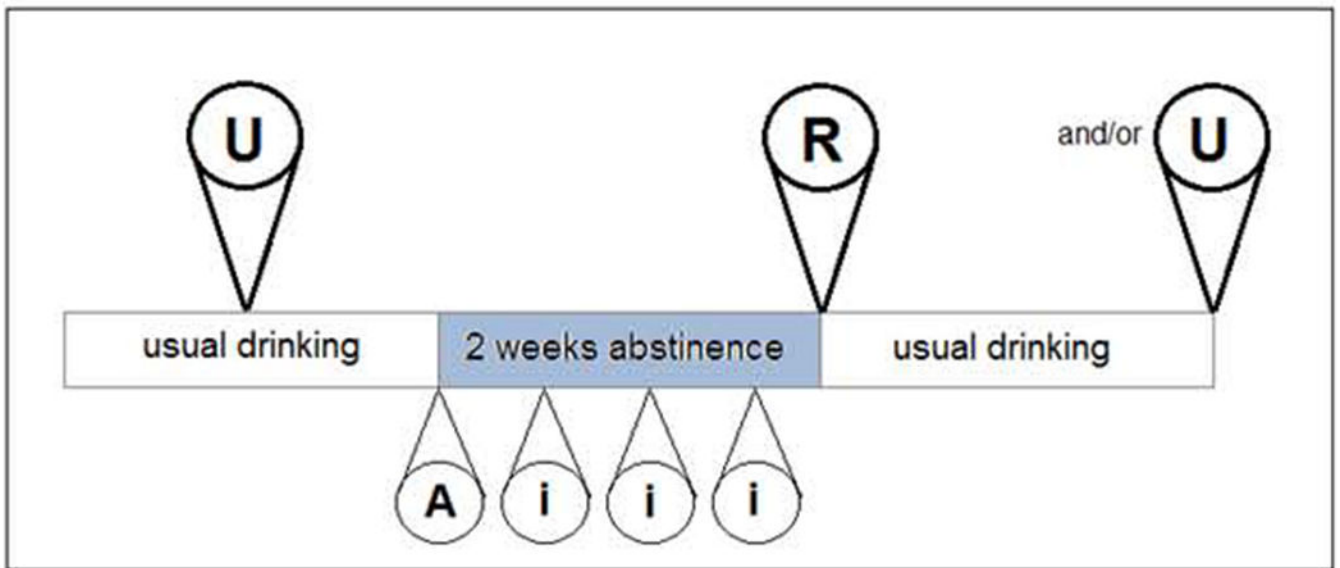 U
R
and/or U
usual drinking
2 weeks abstinence
usual drinking
A
i
i
i